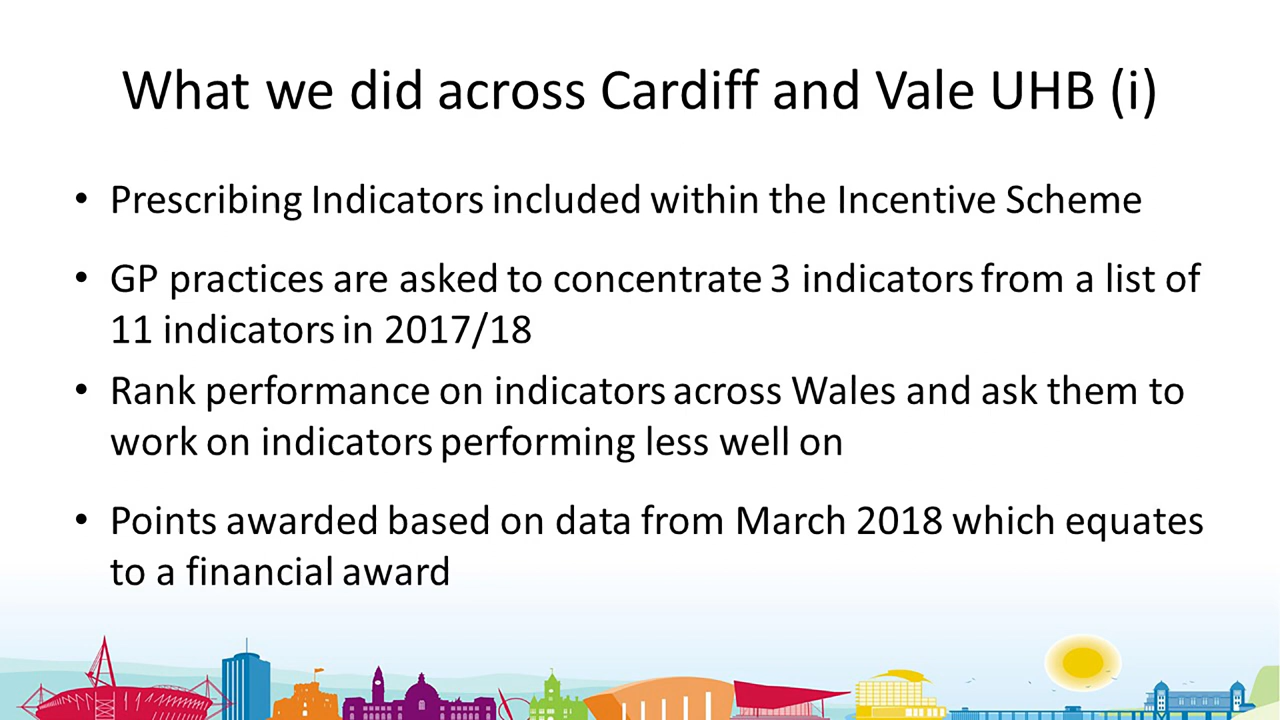 What we did across Cardiff and Vale UHB (i)
• Prescribing Indicators included within the Incentive Scheme
• GP practices are asked to concentrate 3 indicators from a list of
11 indicators in 2017/18
• Rank performance on indicators across Wales and ask them to
work on indicators performing less well on
• Points awarded based on data from March 2018 which equates
to a financial award